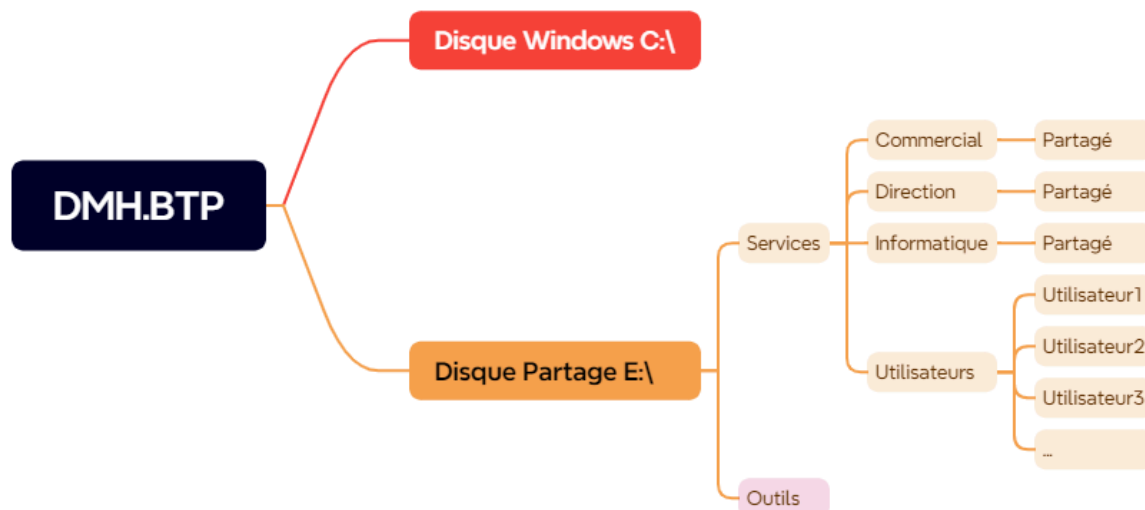 DMH.BTP
Disque Windows C:\
Disque Partage E:\
Services
Commercial
Partagé
Direction
Partagé
Informatique
Partagé
Utilisateurs
Utilisateur1
Utilisateur2
Utilisateur3
...
Outils